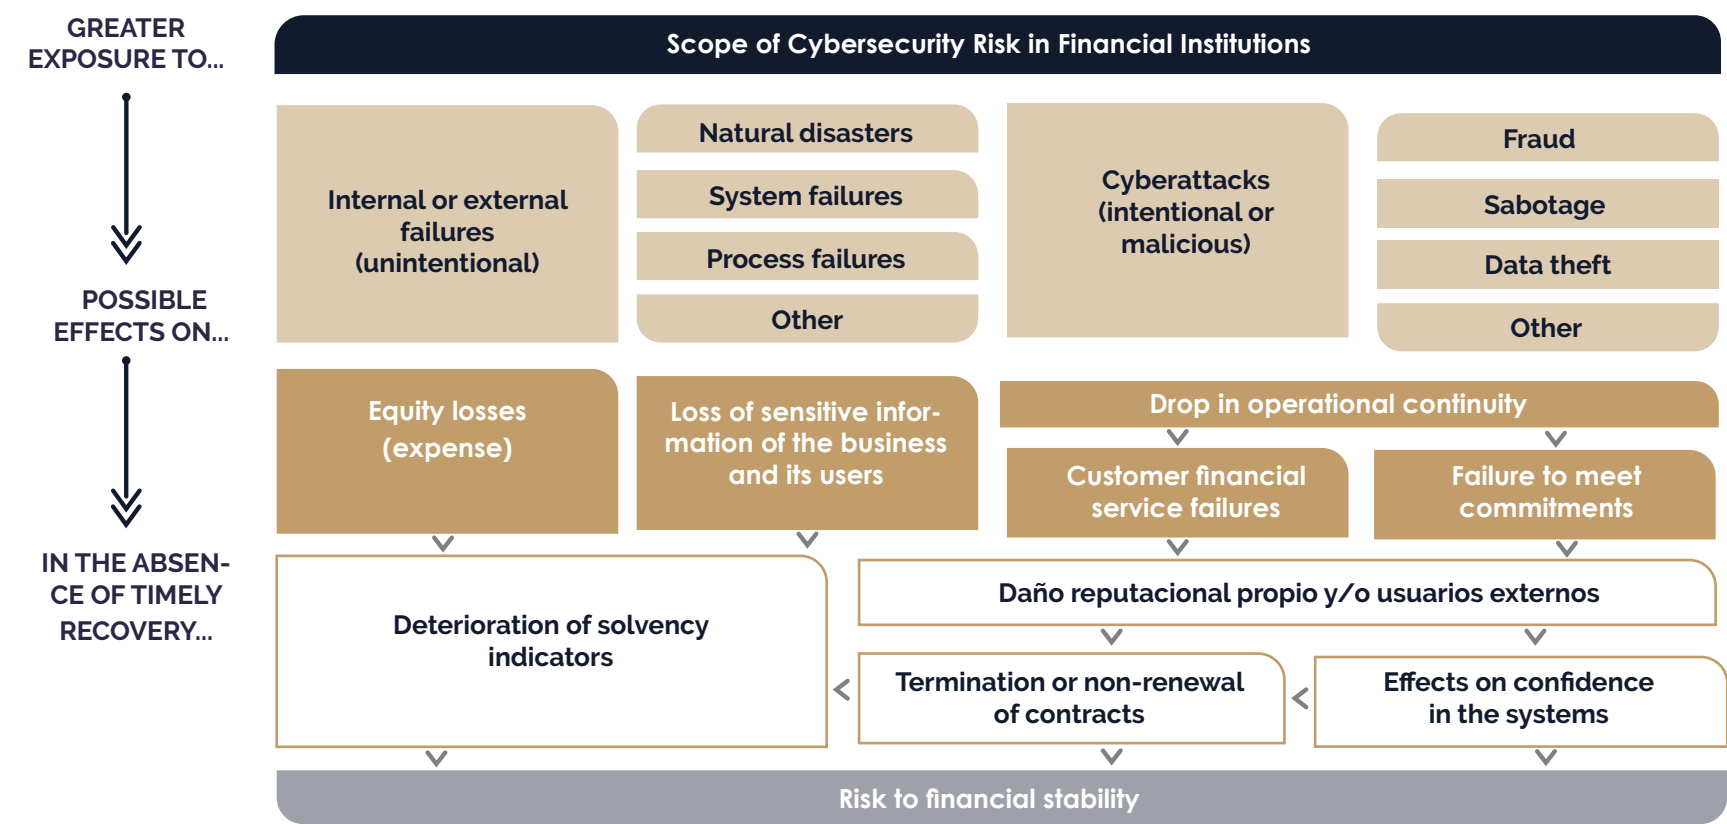 GREATER
EXPOSURE TO...
Scope of Cybersecurity Risk in Financial Institutions
Internal or external
failures
(unintentional)
Natural disasters
System failures
Process failures
Other
Cyberattacks
(intentional or
malicious)
Fraud
Sabotage
Data theft
Other
POSSIBLE
EFFECTS ON...
Equity losses
(expense)
Loss of sensitive infor-
mation of the business
and its users
Drop in operational continuity
Customer financial
service failures
Failure to meet
commitments
IN THE ABSEN-
CE OF TIMELY
RECOVERY...
Deterioration of solvency
indicators
Daño reputacional propio y/o usuarios externos
Termination or non-renewal
of contracts
Effects on confidence
in the systems
Risk to financial stability